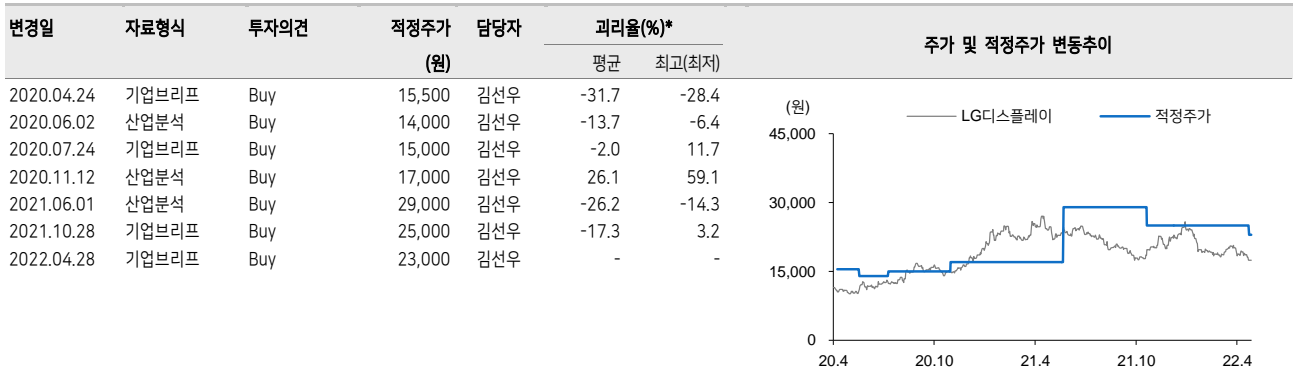 변경일 자료형식 투자의견 적정주가 담당자 괴리율(%)* 주가 및 적정주가 변동추이
(원) 평균 최고(최저)
2020.04.24 기업브리프 Buy 15,500 김선우 -31.7 -28.4
2020.06.02 산업분석 Buy 14,000 김선우 -13.7 -6.4
2020.07.24 기업브리프 Buy 15,000 김선우 -2.0 11.7
2020.11.12 산업분석 Buy 17,000 김선우 26.1 59.1
2021.06.01 산업분석 Buy 29,000 김선우 -26.2 -14.3
2021.10.28 기업브리프 Buy 25,000 김선우 -17.3 3.2
2022.04.28 기업브리프 Buy 23,000 김선우 - -
(원)
LG디스플레이 적정주가
45,000
30,000
15,000
0
20.4 20.10 21.4 21.10 22.4